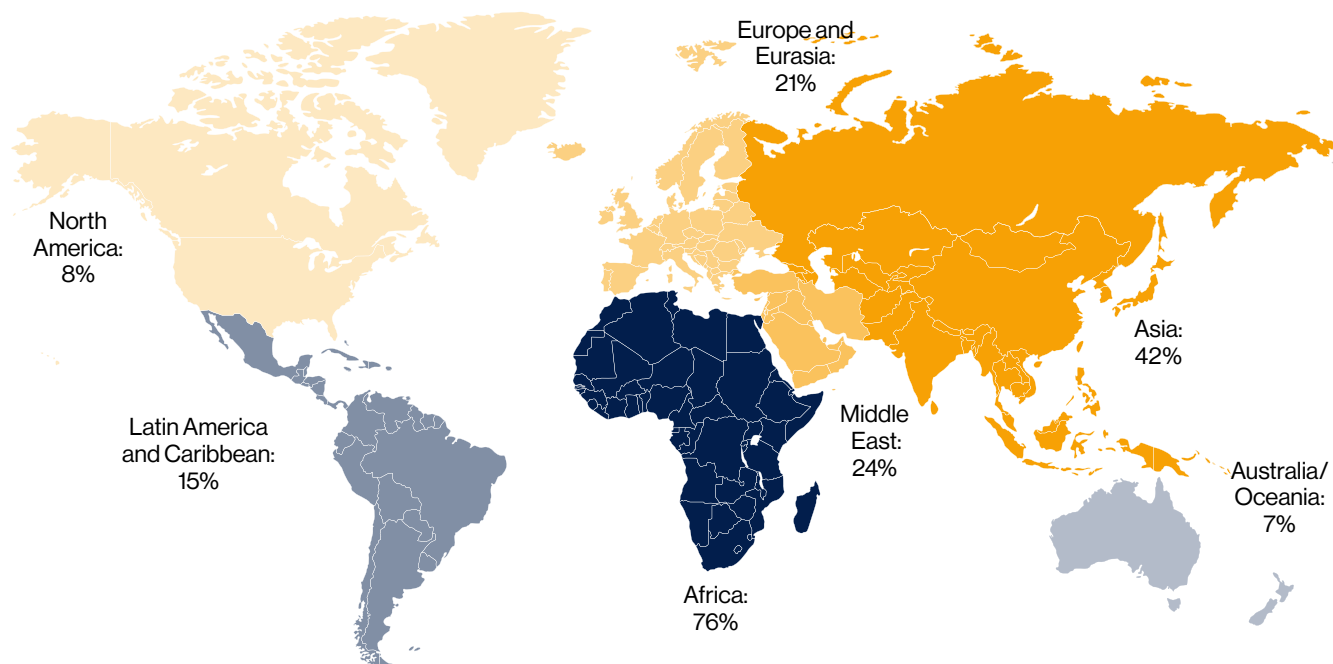 Europe and
Eurasia:
21%
North
America:
8%
Asia:
42%
Latin America
and Caribbean:
15%
Middle
East:
24%
Australia/
Oceania:
7%
Africa:
76%